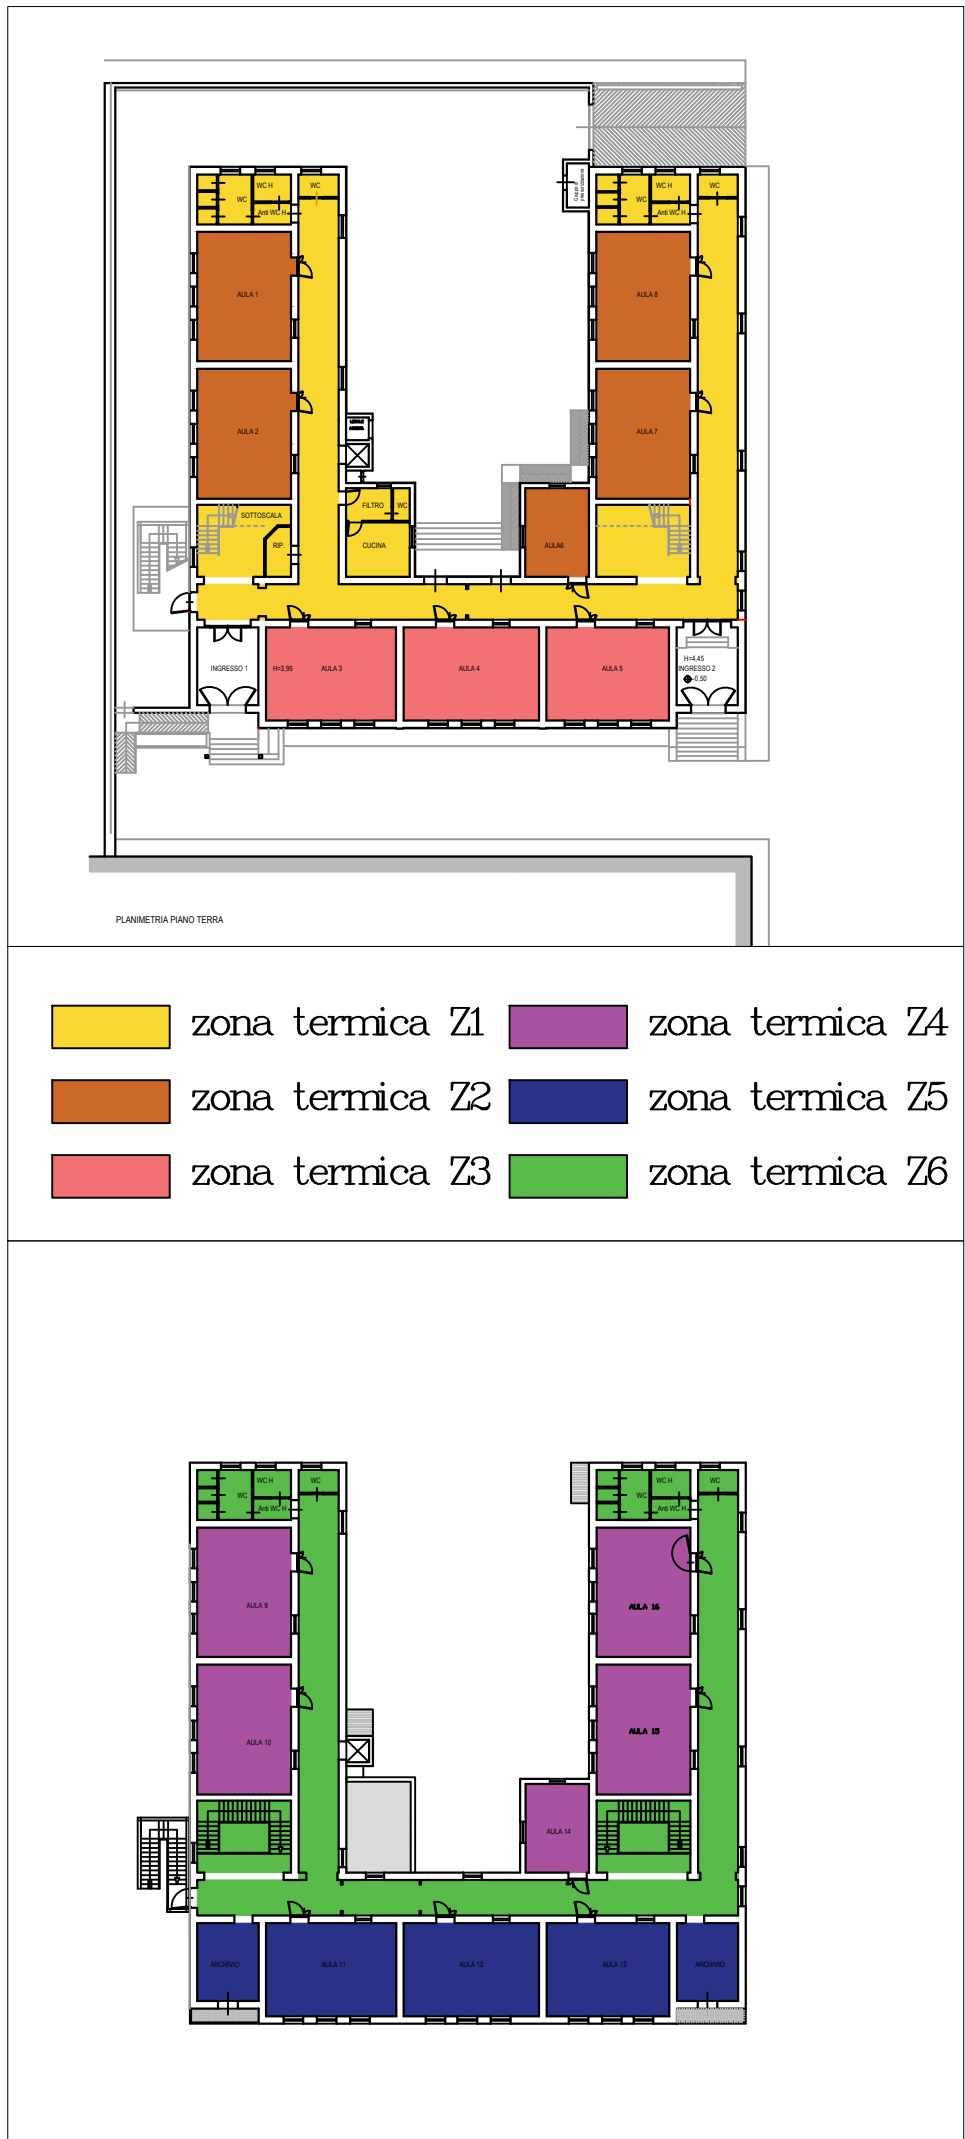 WC H
WC
WC
Anti WC H
WC H
WC
WC
Anti WC H
Gruppo di
pressurizzazione
AULA 1
AULA 8
AULA 2
AULA 7
SOTTOSCALA
FILTRO
WC
RIP.
CUCINA
AULA6
INGRESSO 1
H=3,95
AULA 3
AULA 4
AULA 5
H=4,45
INGRESSO 2
-0,50
PLANIMETRIA PIANO TERRA
zona termica Z1
zona termica Z4
zona termica Z2
zona termica Z5
zona termica Z3
zona termica Z6
WC H
WC
WC
Anti WC H
WC H
WC
WC
Anti WC H
AULA 9
AULA 16
AULA 10
AULA 15
AULA 14
ARCHIVIO
AULA 11
AULA 12
AULA 13
ARCHIVIO